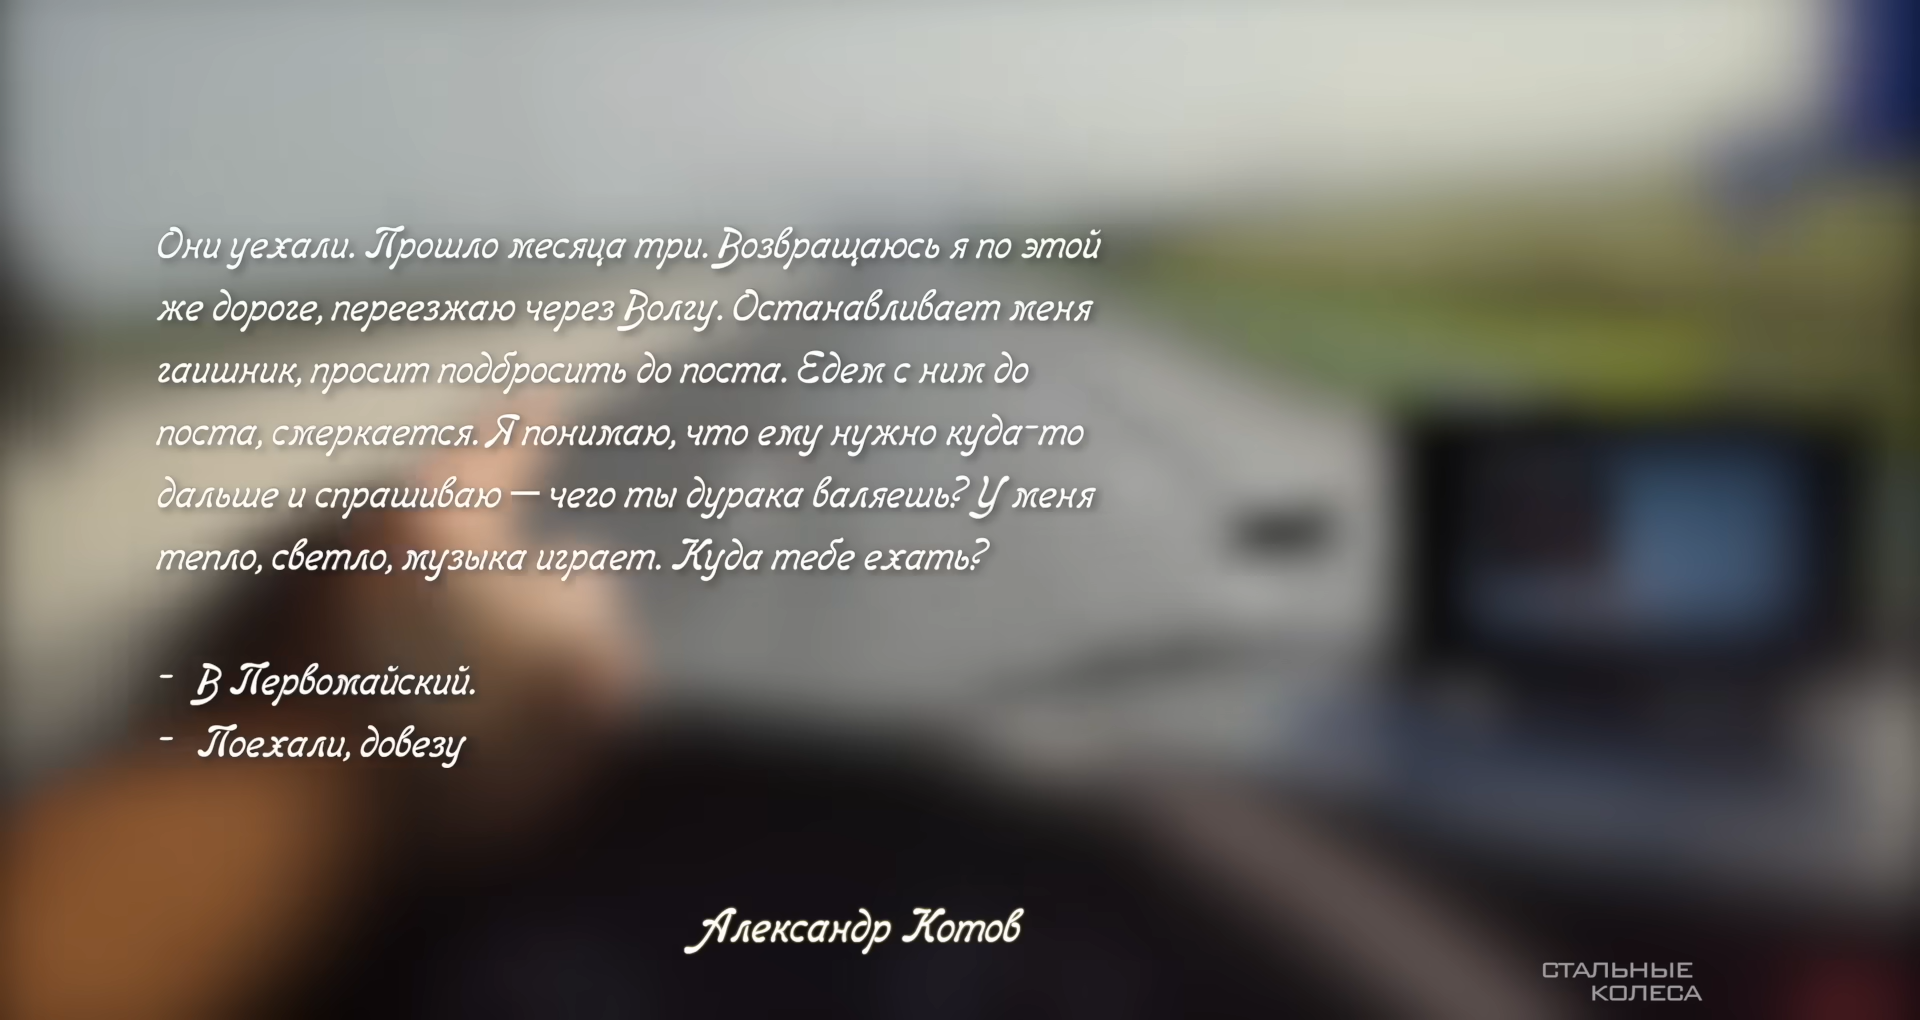 Они уехали. Прошло месяца три. Возвращаюсь я по этой
же дороге, переезжаю через Волгу. Останавливает меня
гаишник, просит подбросить до поста. Едем с ним до
поста, смеркается. Я понимаю, что ему нужно куда-то
дальше и спрашиваю — чего ты дурака валяешь? У меня
тепло, светло, музыка играет. Куда тебе ехать?
- В Первомайский.
- Поехали, довезу
Александр Котов
СТАЛЬНЫЕ
КОЛЕСА